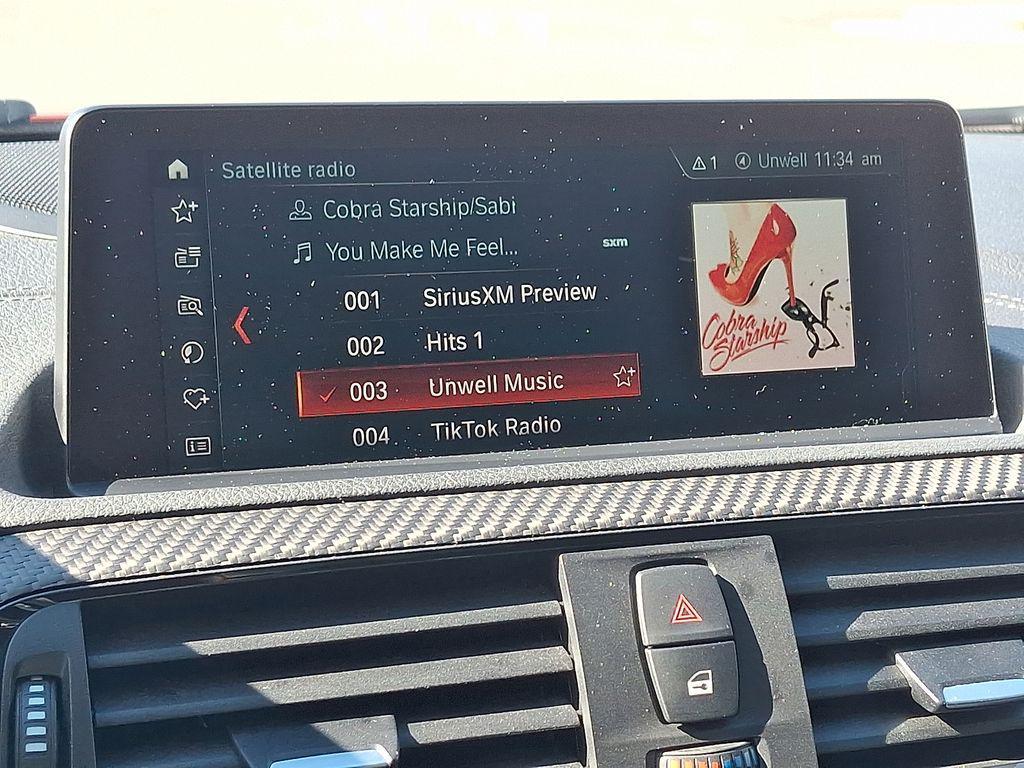 Satellite radio
1 Unwell 11:34 am
Cobra Starship/Sabi
You Make Me Feel...
sxm
001 SiriusXM Preview
002 Hits 1
003 Unwell Music
004 TikTok Radio
Cobra
Starship